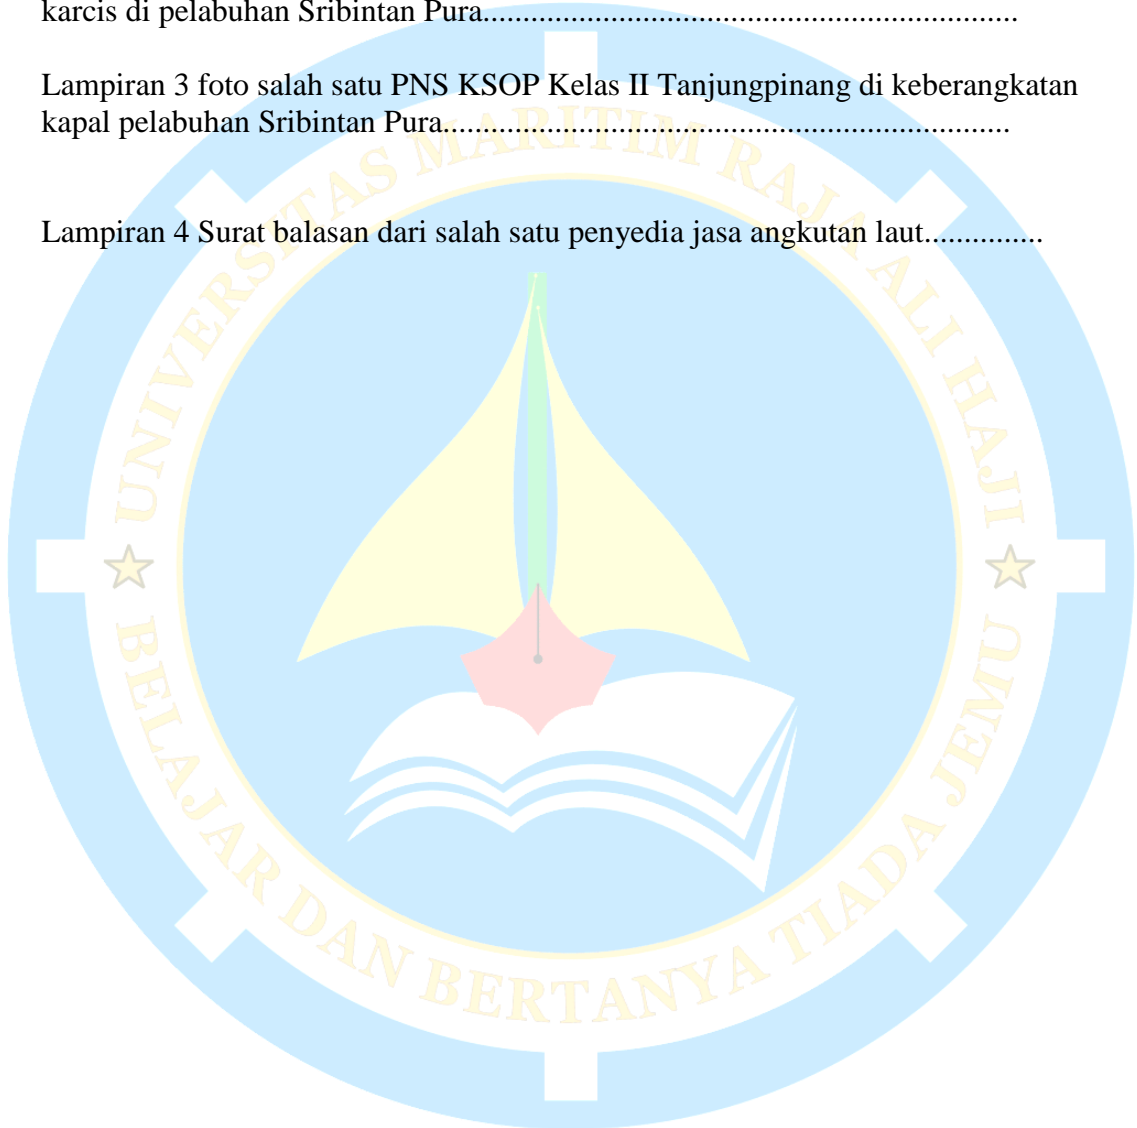 karcis di pelabuhan Sribintan Pura...................................................................
Lampiran 3 foto salah satu PNS KSOP Kelas II Tanjungpinang di keberangkatan
kapal pelabuhan Sribintan Pura.......................................................................
Lampiran 4 Surat balasan dari salah satu penyedia jasa angkutan laut...............
UNIVERSITAS MARITIM RAJA ALI HAJI
BELAJAR DAN BERTANYA TIADA JEMU